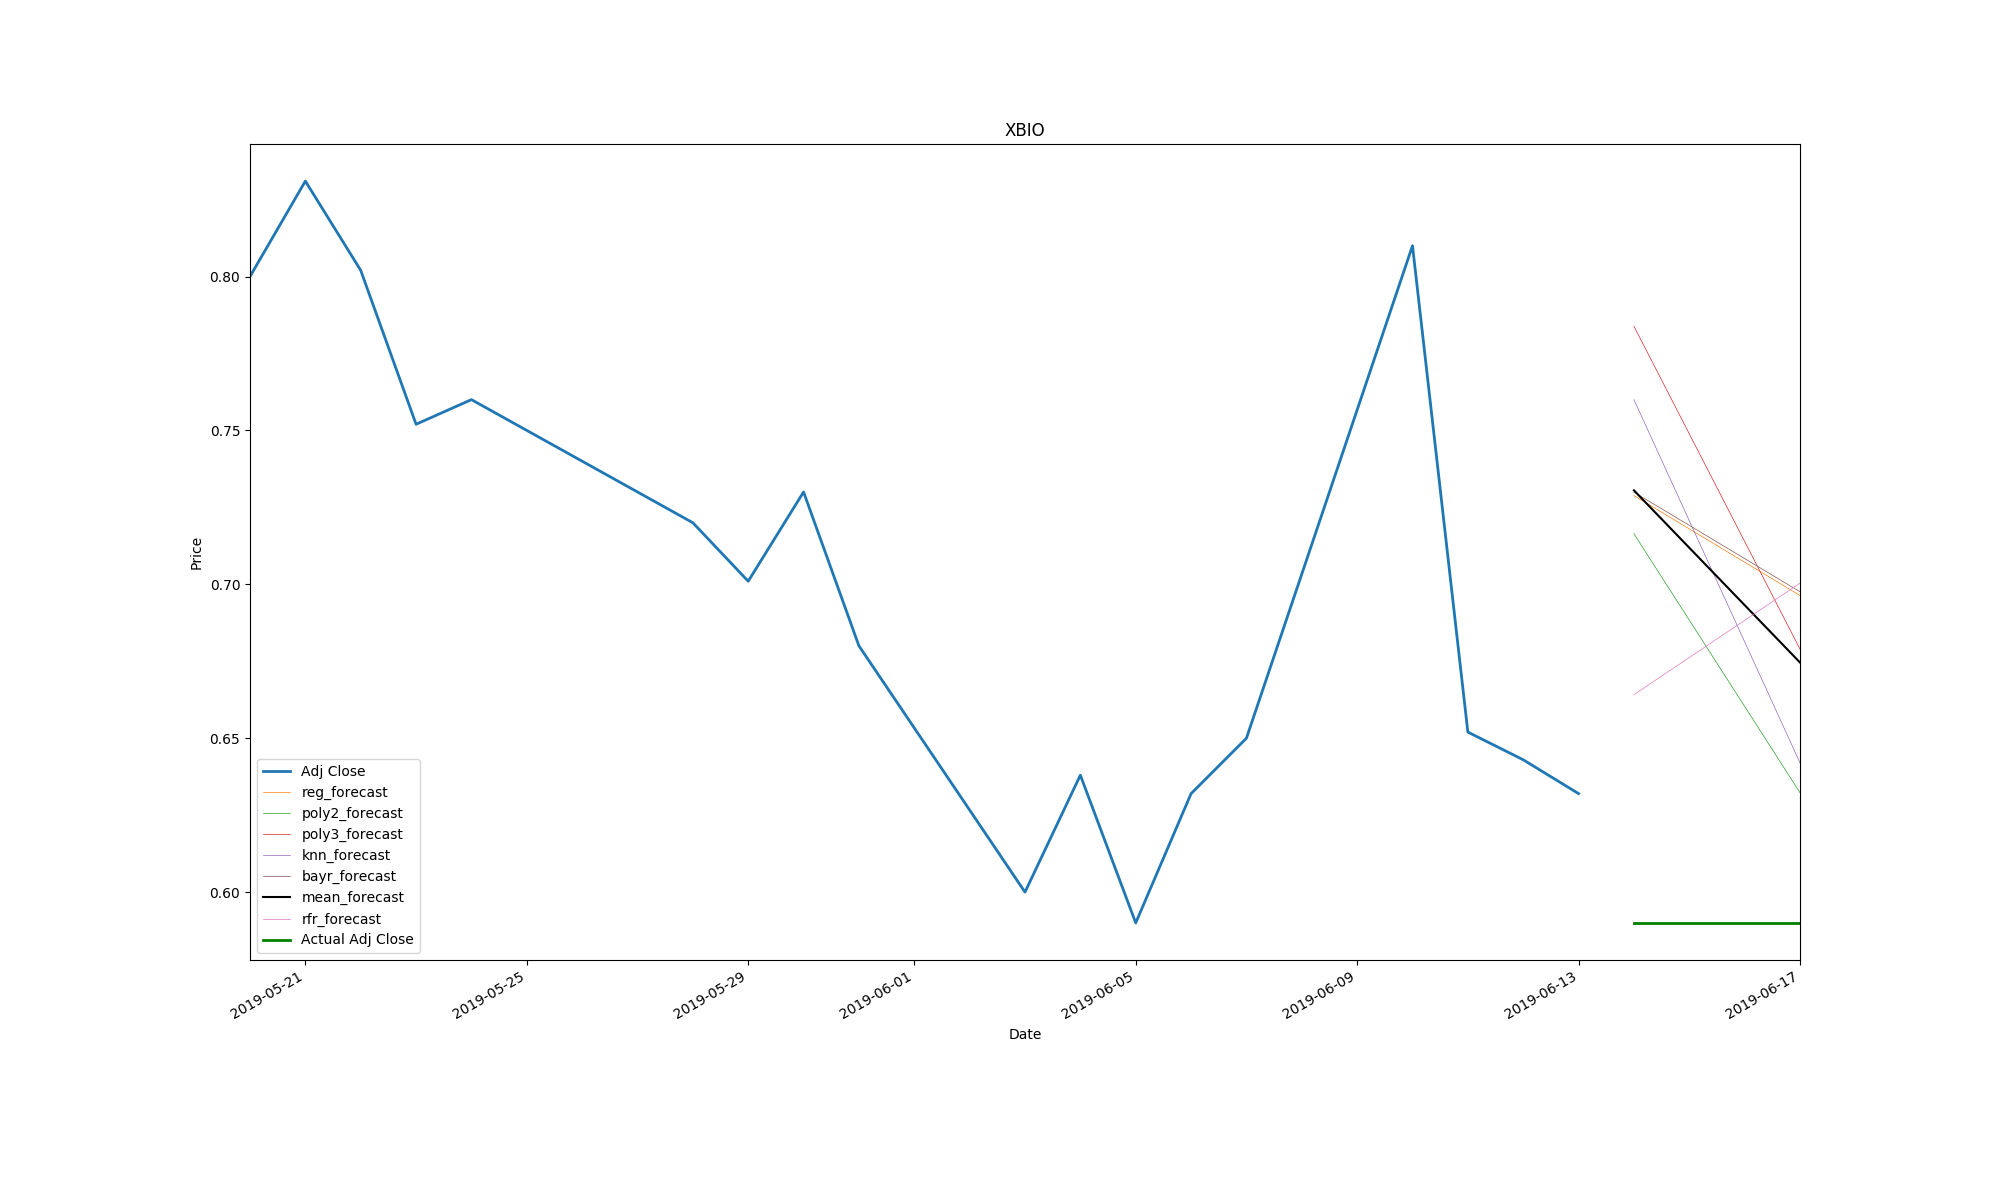 XBIO
0.80
0.75
0.70
0.65
0.60
Price
Adj Close
reg_forecast
poly2_forecast
poly3_forecast
knn_forecast
bayr_forecast
mean_forecast
rfr_forecast
Actual Adj Close
2019-05-21
2019-05-25
2019-05-29
2019-06-01
2019-06-05
2019-06-09
2019-06-13
2019-06-17
Date